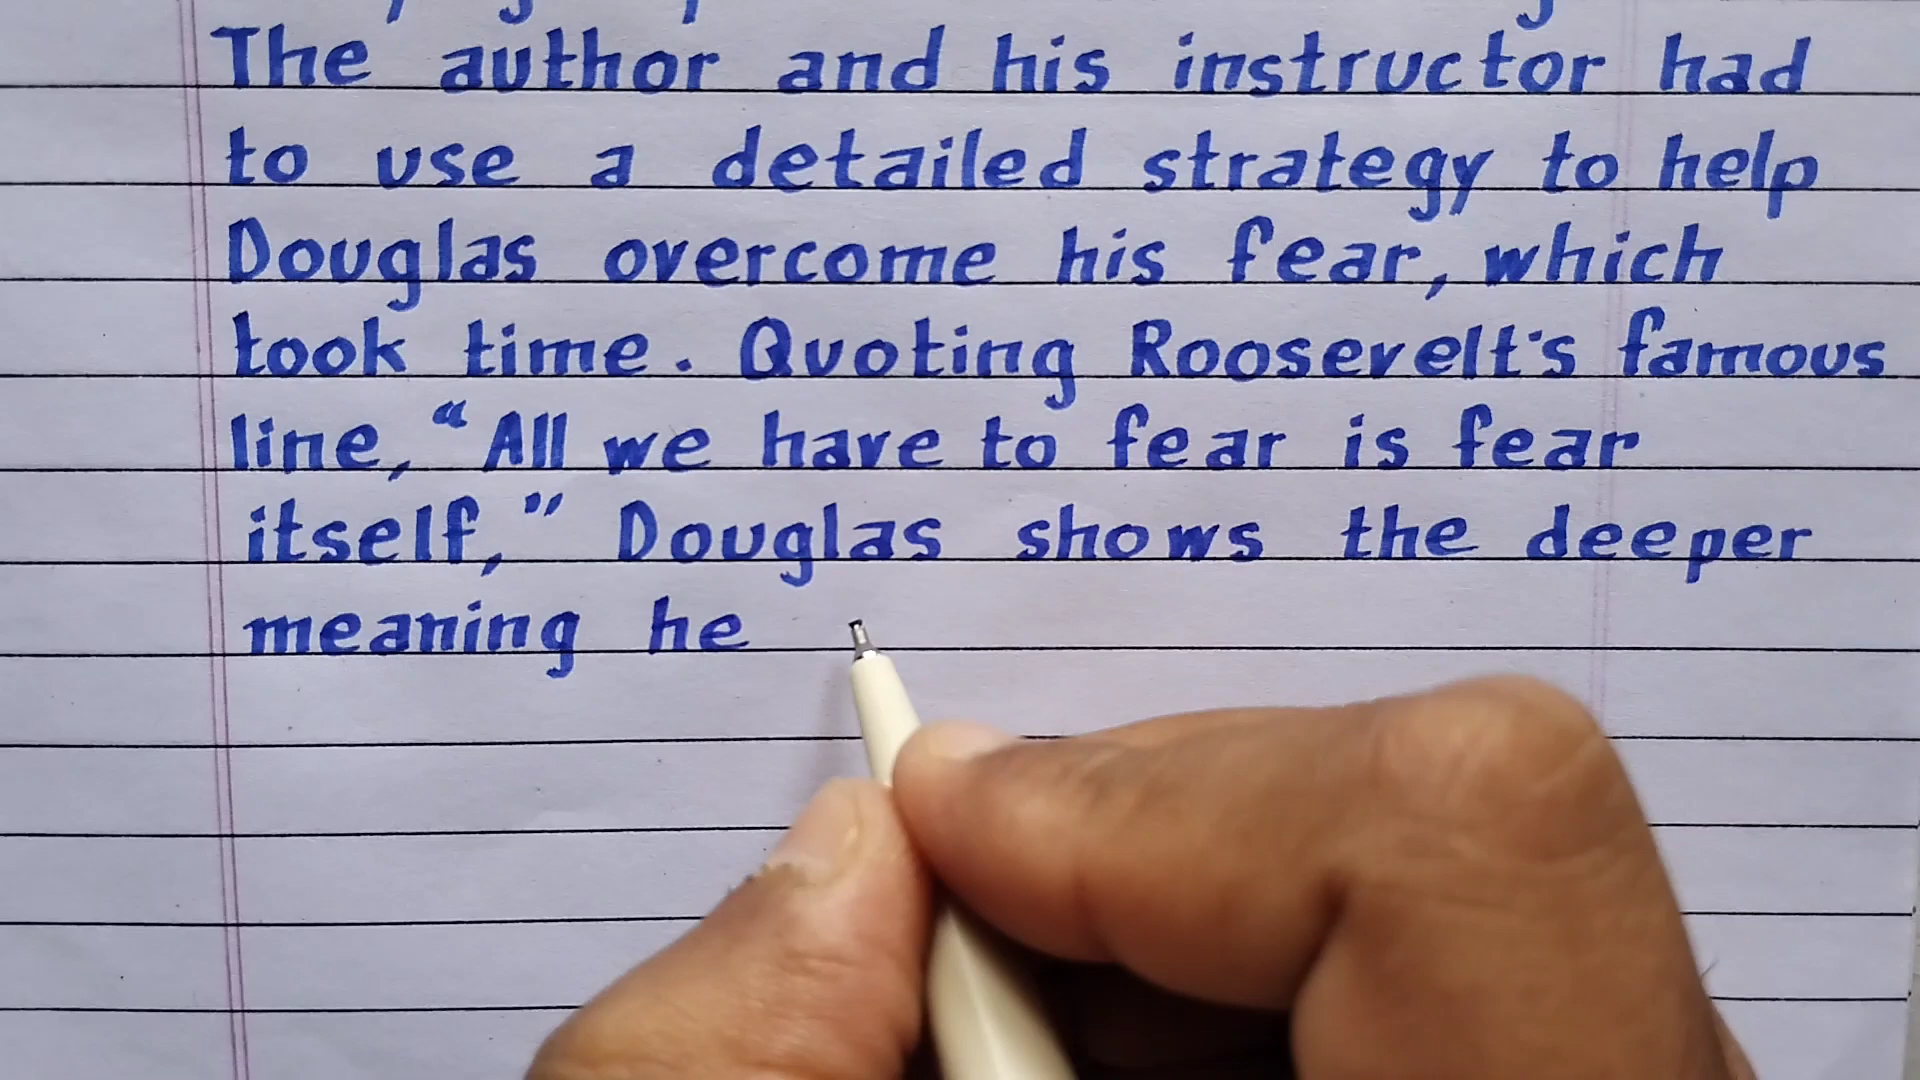 The author and his instructor had
to use a detailed strategy to help
Douglas overcome his fear, which
took time. Quoting Roosevelt's famous
line, “All we have to fear is fear
itself,” Douglas shows the deeper
meaning he